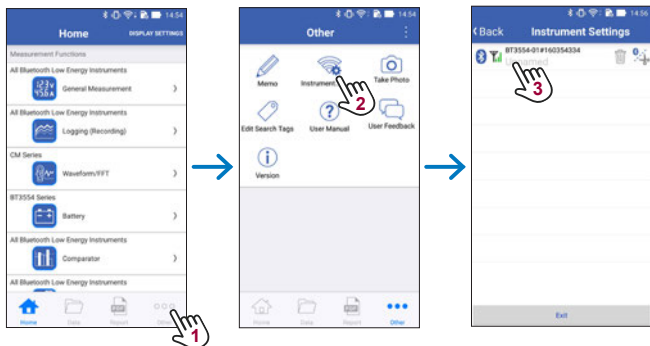 14:54
Home
DISPLAY SETTINGS
Measurement Functions
All Bluetooth Low Energy Instruments
General Measurement
All Bluetooth Low Energy Instruments
Logging (Recording)
CM Series
Waveform/FFT
BT3554 Series
Battery
All Bluetooth Low Energy Instruments
Comparator
All Bluetooth Low Energy Instruments
Home
Data
Report
Other
1
14:54
Other
Memo
Instrument
Take Photo
2
Edit Search Tags
User Manual
User Feedback
Version
Home
Data
Report
Other
14:56
Back
Instrument Settings
BT3554-01#160354334
Unnamed
3
Exit